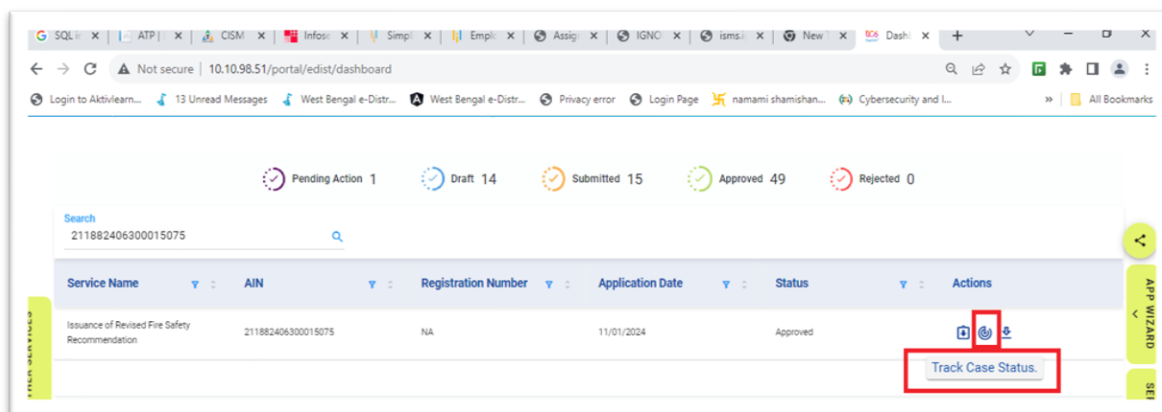 SQL i
ATP |
CISM
Infose
Simpl
Emplo
Assign
IGNO
isms.i
New T
Dashb
Not secure | 10.10.98.51/portal/edist/dashboard
Login to Aktivlearn...
13 Unread Messages
West Bengal e-Distr...
West Bengal e-Distr...
Privacy error
Login Page
namami shamishan...
Cybersecurity and I...
»
All Bookmarks
Pending Action 1
Draft 14
Submitted 15
Approved 49
Rejected 0
Search
211882406300015075
Service Name
AIN
Registration Number
Application Date
Status
Actions
Issuance of Revised Fire Safety
Recommendation
211882406300015075
NA
11/01/2024
Approved
Track Case Status.
APP WIZARD
SERVICES